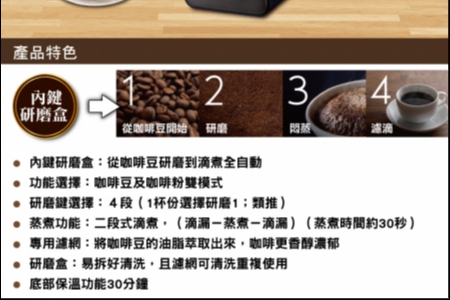 產品特色
內鍵
研磨盒
1 2 3 4
從咖啡豆開始 研磨 悶蒸 濾滴
內鍵研磨盒：從咖啡豆研磨到滴煮全自動
功能選擇：咖啡豆及咖啡粉雙模式
研磨鍵選擇：４段（1杯份選擇研磨1；類推）
蒸煮功能：二段式滴煮，（滴漏－蒸煮－滴漏）（蒸煮時間約30秒）
專用濾網：將咖啡豆的油脂萃取出來，咖啡更香醇濃郁
研磨盒：易拆好清洗，且濾網可清洗重複使用
底部保溫功能30分鐘